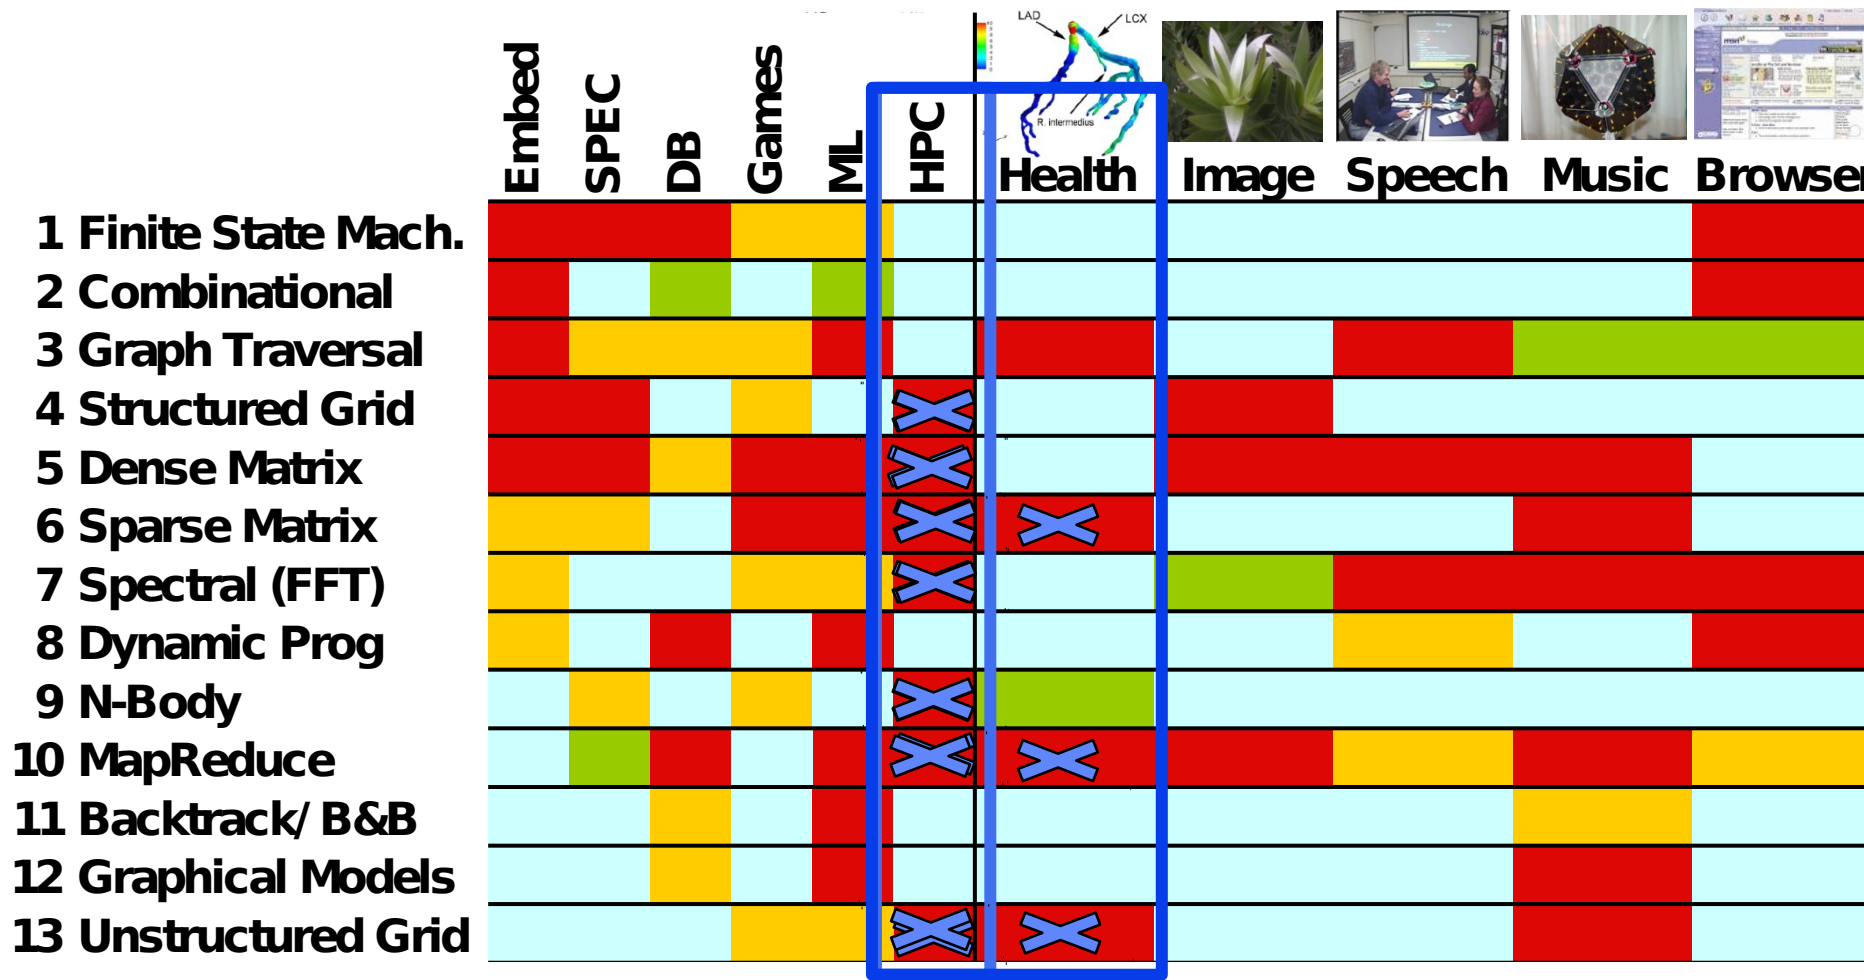 LAD
LCX
R. intermedius
Embed
SPEC
DB
Games
ML
HPC
Health
Image
Speech
Music
Browser
1 Finite State Mach.
2 Combinational
3 Graph Traversal
4 Structured Grid
5 Dense Matrix
6 Sparse Matrix
7 Spectral (FFT)
8 Dynamic Prog
9 N-Body
10 MapReduce
11 Backtrack/ B&B
12 Graphical Models
13 Unstructured Grid
msn